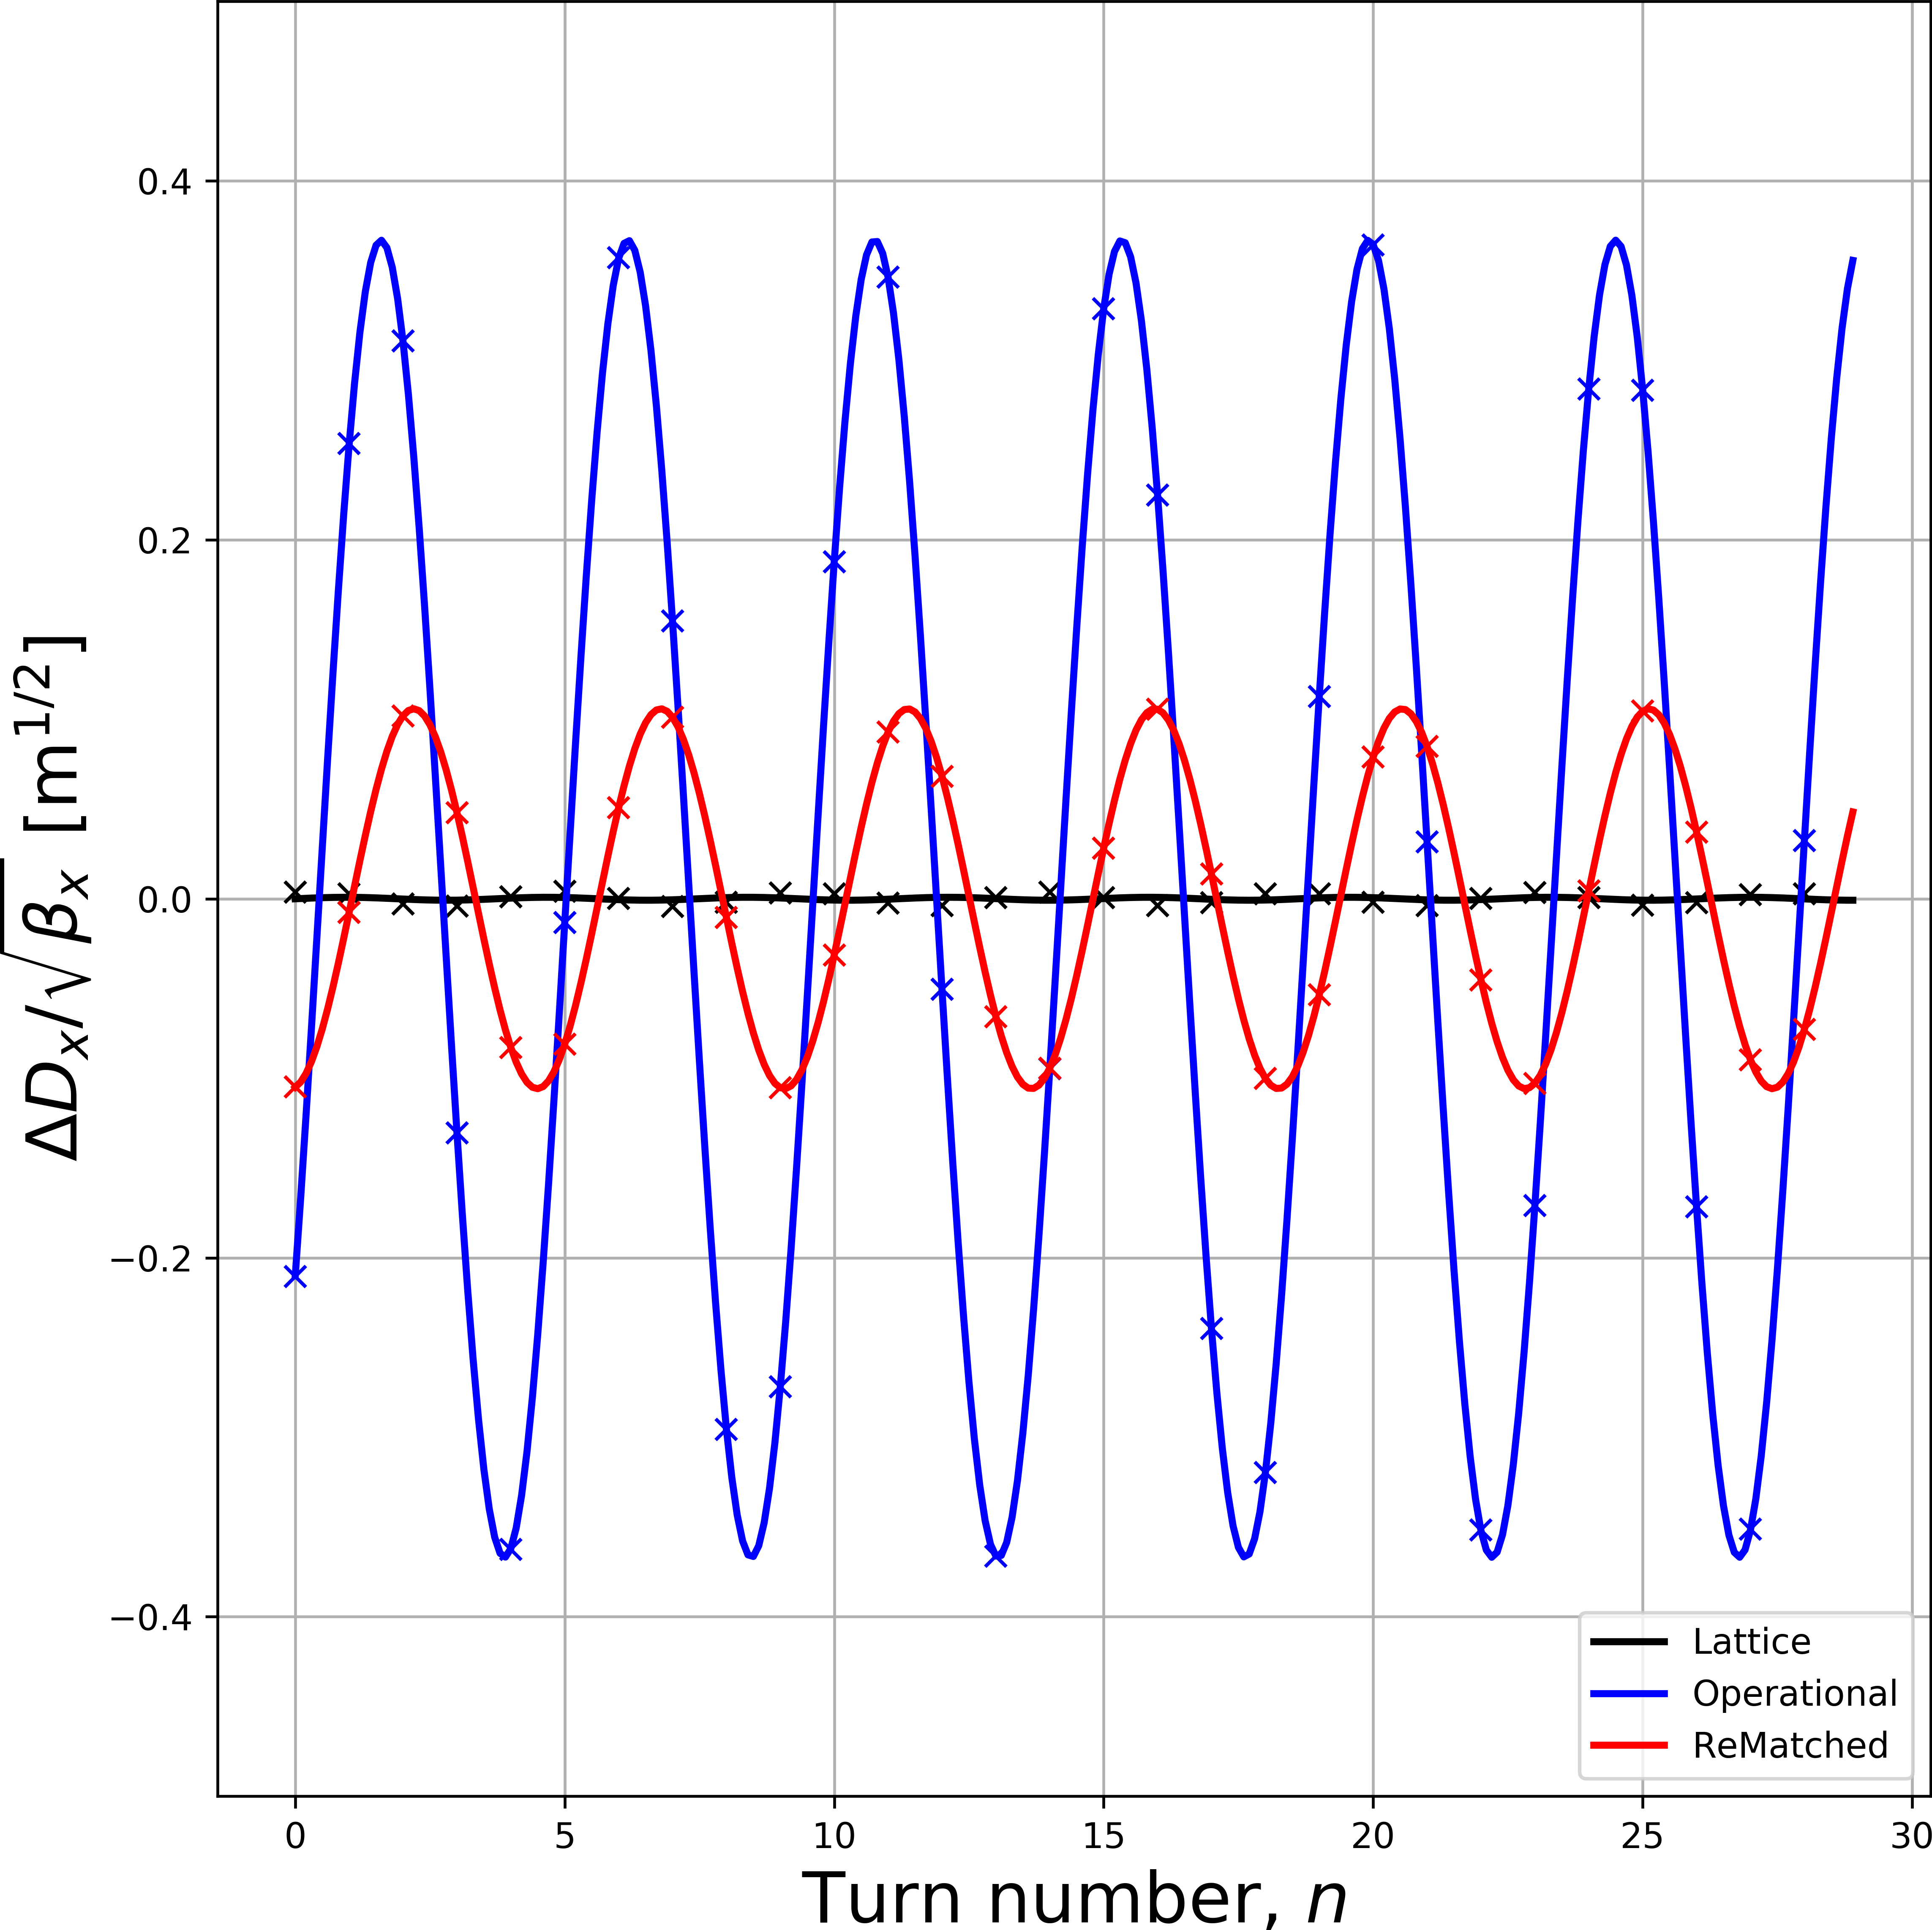 0.4
0.2
0.0
−0.2
−0.4
ΔDx/√βx [m1/2]
0 5 10 15 20 25 30
Turn number, n
Lattice
Operational
ReMatched